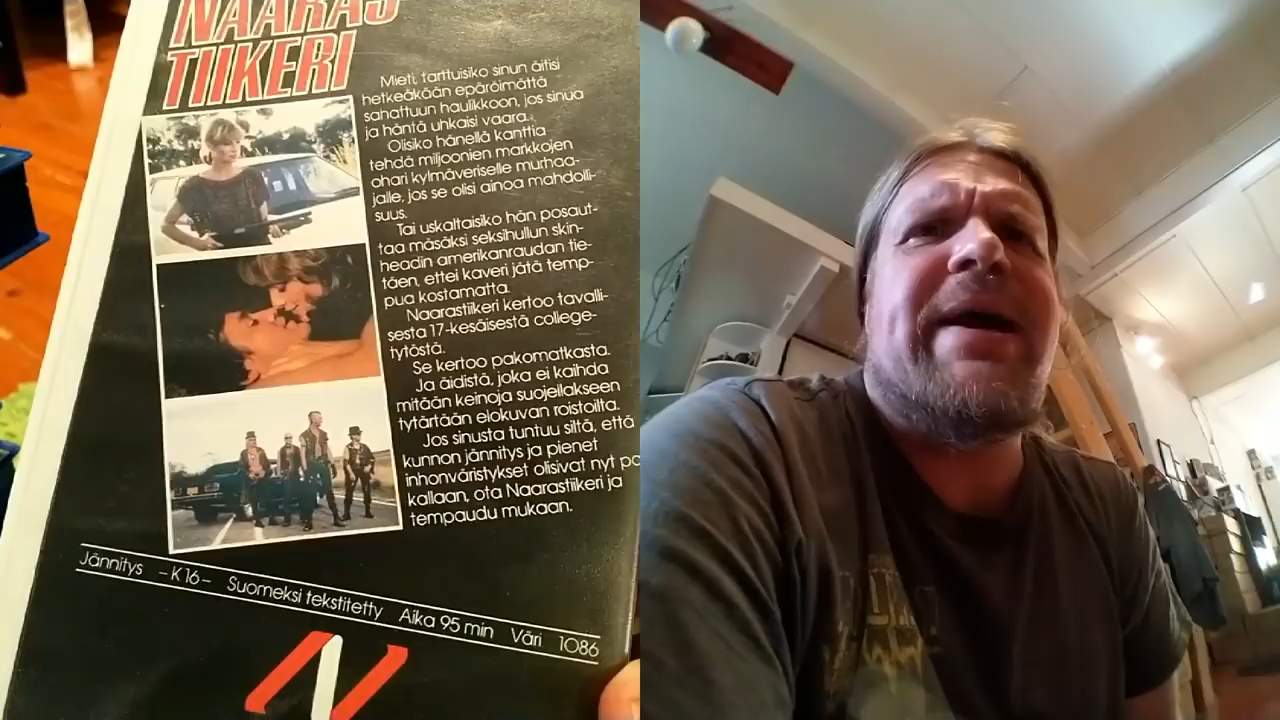 NAARAS
TIIKERI
Mieti, tarttuisiko sinun äitisi
hetkeäkään epäröimättä
sahattuun haulikkoon, jos sinua
ja häntä uhkaisi vaara.
Olisiko hänellä kanttia
tehdä miljoonien markkojen
ohari kylmäveriselle murhaa-
jalle, jos se olisi ainoa mahdolli-
suus.
Tai uskaltaisiko hän posaut-
taa mäsäksi seksihullun skin-
headin amerikanraudan tie-
täen, ettei kaveri jätä temp-
pua kostamatta.
Naarastiikeri kertoo tavalli-
sesta 17-kesäisestä college-
tytöstä.
Se kertoo pakomatkasta.
Ja äidistä, joka ei kaihda
mitään keinoja suojellakseen
tytärtään elokuvan roistoilta.
Jos sinusta tuntuu siltä, että
kunnon jännitys ja pienet
inhonväristykset olisivat nyt pa
kallaan, ota Naarastiikeri ja
tempaudu mukaan.
Jännitys – K 16 – Suomeksi tekstitetty Aika 95 min Väri 1086